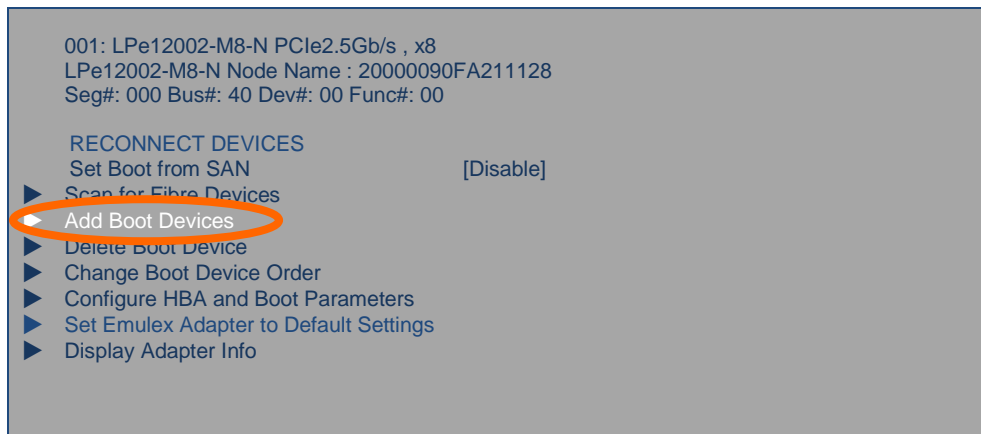 001: LPe12002-M8-N PCIe2.5Gb/s , x8
LPe12002-M8-N Node Name : 20000090FA211128
Seg#: 000 Bus#: 40 Dev#: 00 Func#: 00
RECONNECT DEVICES
Set Boot from SAN [Disable]
Scan for Fibre Devices
Add Boot Devices
Delete Boot Device
Change Boot Device Order
Configure HBA and Boot Parameters
Set Emulex Adapter to Default Settings
Display Adapter Info